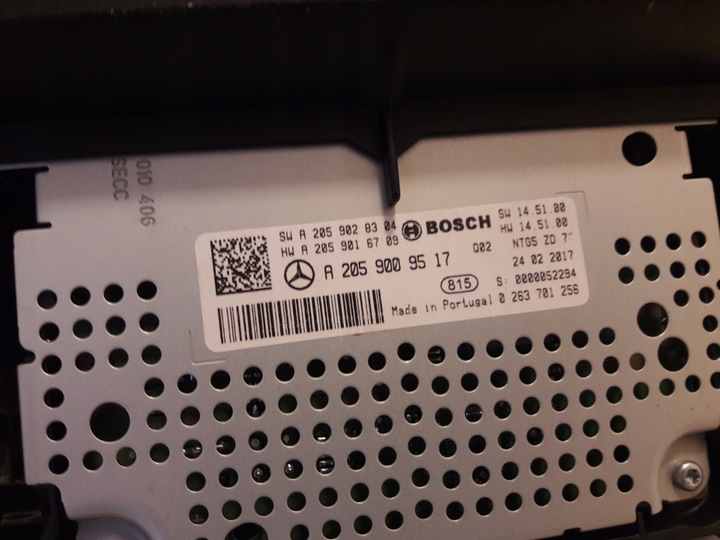 010 406
SECC
SW A 205 902 83 04
HW A 205 901 67 09
BOSCH
SW 14.51.00
HW 14.51.00
A 205 900 95 17
Q02
NTG5 ZD 7"
24 02 2017
815
S: 0000052294
Made in Portugal 0 263 701 256